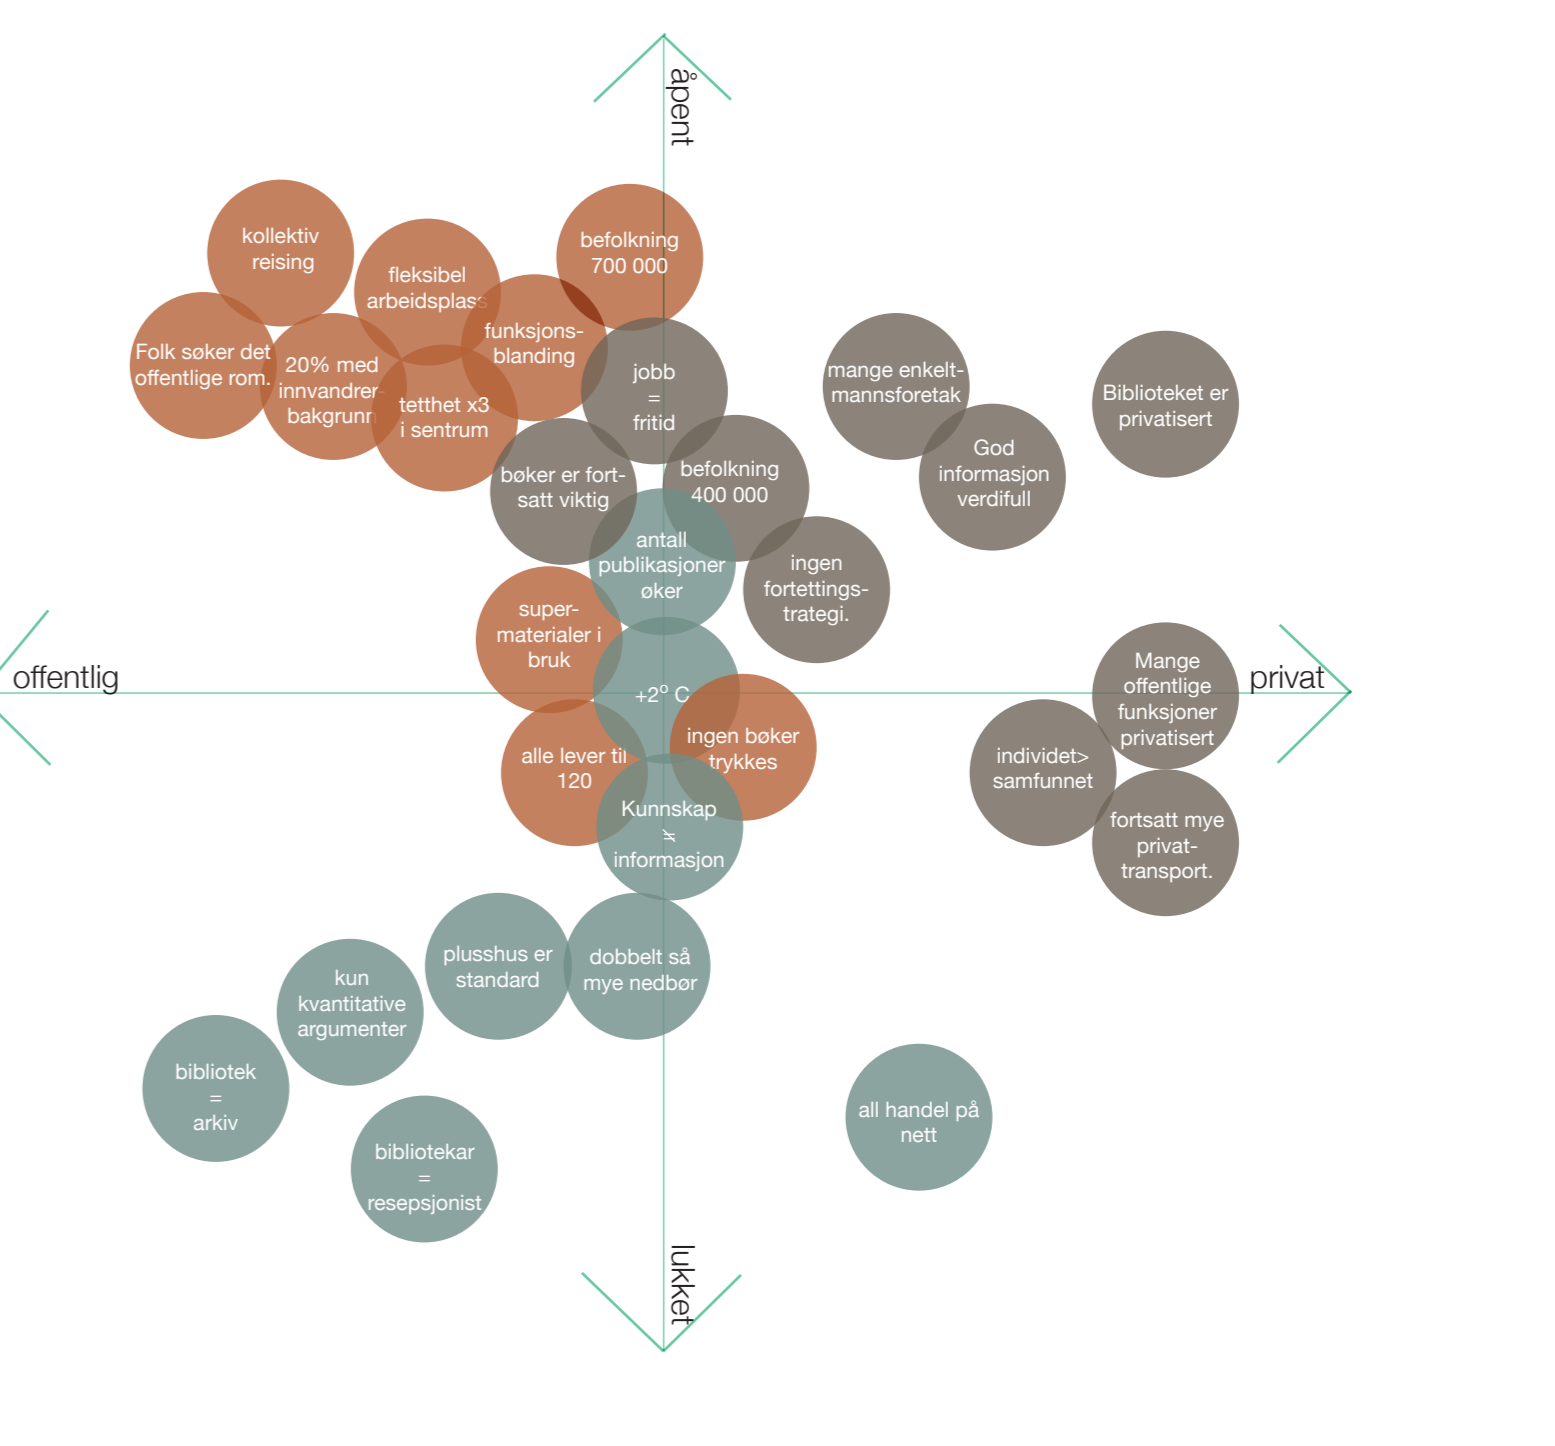 åpent
kollektiv
reising
befolkning
700 000
fleksibel
arbeidsplass
funksjons-
blanding
Folk søker det
offentlige rom.
20% med
innvandrer-
bakgrunn
tetthet x3
i sentrum
jobb
=
fritid
mange enkelt-
mannsforetak
Biblioteket er
privatisert
God
informasjon
verdifull
bøker er fort-
satt viktig
befolkning
400 000
antall
publikasjoner
øker
ingen
fortettings-
trategi.
super-
materialer i
bruk
offentlig
privat
+2º C
Mange
offentlige
funksjoner
privatisert
alle lever til
120
ingen bøker
trykkes
individet>
samfunnet
Kunnskap
≠
informasjon
fortsatt mye
privat-
transport.
plusshus er
standard
dobbelt så
mye nedbør
kun
kvantitative
argumenter
bibliotek
=
arkiv
bibliotekar
=
resepsjonist
all handel på
nett
lukket